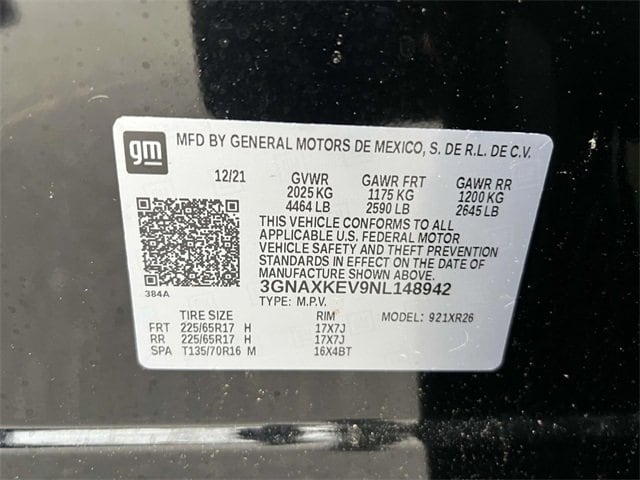 gm
MFD BY GENERAL MOTORS DE MEXICO, S. DE R.L. DE C.V.
12/21 GVWR GAWR FRT GAWR RR
2025 KG 1175 KG 1200 KG
4464 LB 2590 LB 2645 LB
THIS VEHICLE CONFORMS TO ALL
APPLICABLE U.S. FEDERAL MOTOR
VEHICLE SAFETY AND THEFT PREVENTION
STANDARDS IN EFFECT ON THE DATE OF
MANUFACTURE SHOWN ABOVE.
384A
3GNAXKEV9NL148942
TYPE: M.P.V.
TIRE SIZE RIM MODEL: 921XR26
FRT 225/65R17 H 17X7J
RR 225/65R17 H 17X7J
SPA T135/70R16 M 16X4BT